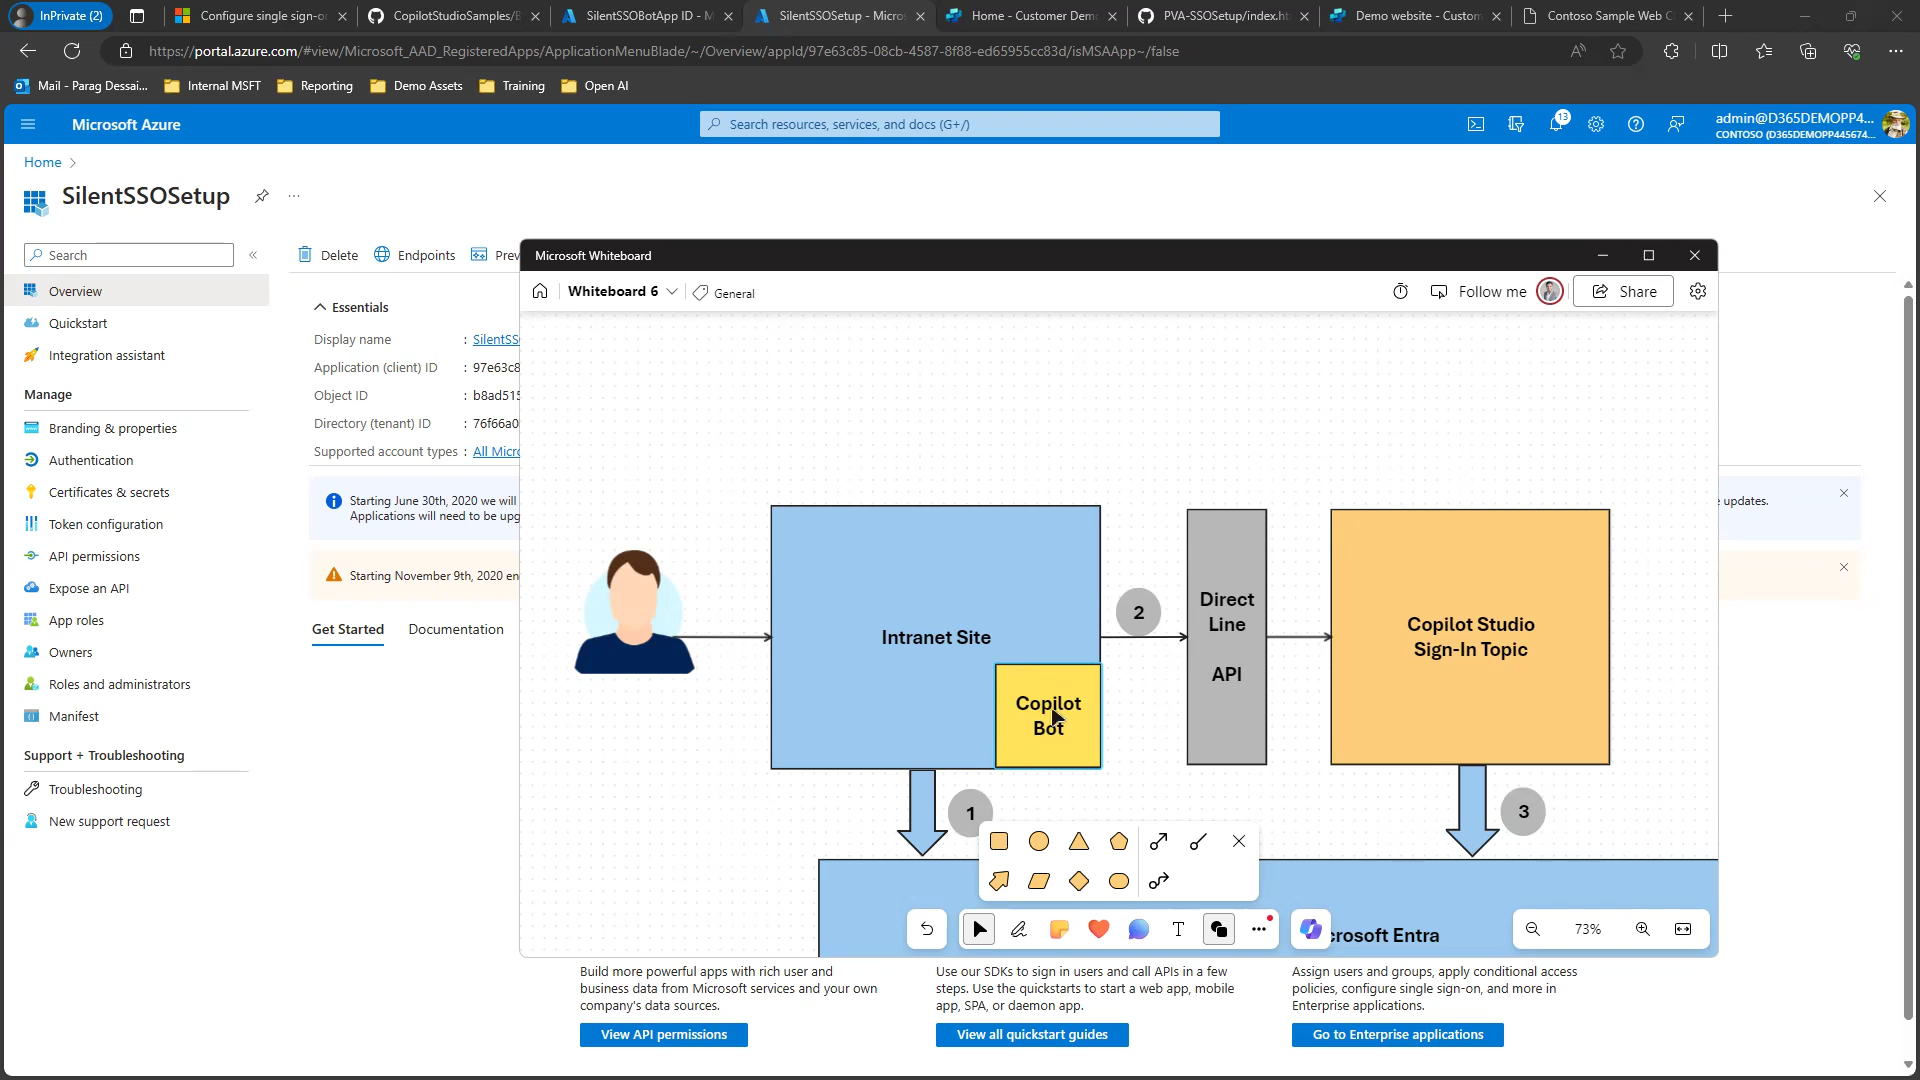 InPrivate (2)
Configure single sign-o
CopilotStudioSamples/B
SilentSSOBotApp ID - M
SilentSSOSetup - Micros
Home - Customer Demo
PVA-SSOSetup/index.ht
Demo website - Custom
Contoso Sample Web C
https://portal.azure.com/#view/Microsoft_AAD_RegisteredApps/ApplicationMenuBlade/~/Overview/appId/97e63c85-08cb-4587-8f88-ed65955cc83d/isMSAApp~/false
Mail - Parag Dessai...
Internal MSFT
Reporting
Demo Assets
Training
Open AI
Microsoft Azure
Search resources, services, and docs (G+/)
13
admin@D365DEMOPP4...
CONTOSO (D365DEMOPP445674...
Home
SilentSSOSetup
Search
Delete
Endpoints
Prev
Overview
Quickstart
Integration assistant
Manage
Branding & properties
Authentication
Certificates & secrets
Token configuration
API permissions
Expose an API
App roles
Owners
Roles and administrators
Manifest
Support + Troubleshooting
Troubleshooting
New support request
Essentials
Display name : SilentSS
Application (client) ID : 97e63c8
Object ID : b8ad515
Directory (tenant) ID : 76f66a0
Supported account types : All Micro
Starting June 30th, 2020 we will
Applications will need to be upg
e updates.
Starting November 9th, 2020 en
Get Started
Documentation
Microsoft Whiteboard
Whiteboard 6
General
Follow me
Share
Intranet Site
Copilot
Bot
2
Direct
Line
API
Copilot Studio
Sign-In Topic
1
3
crosoft Entra
T
73%
Build more powerful apps with rich user and
business data from Microsoft services and your own
company's data sources.
View API permissions
Use our SDKs to sign in users and call APIs in a few
steps. Use the quickstarts to start a web app, mobile
app, SPA, or daemon app.
View all quickstart guides
Assign users and groups, apply conditional access
policies, configure single sign-on, and more in
Enterprise applications.
Go to Enterprise applications